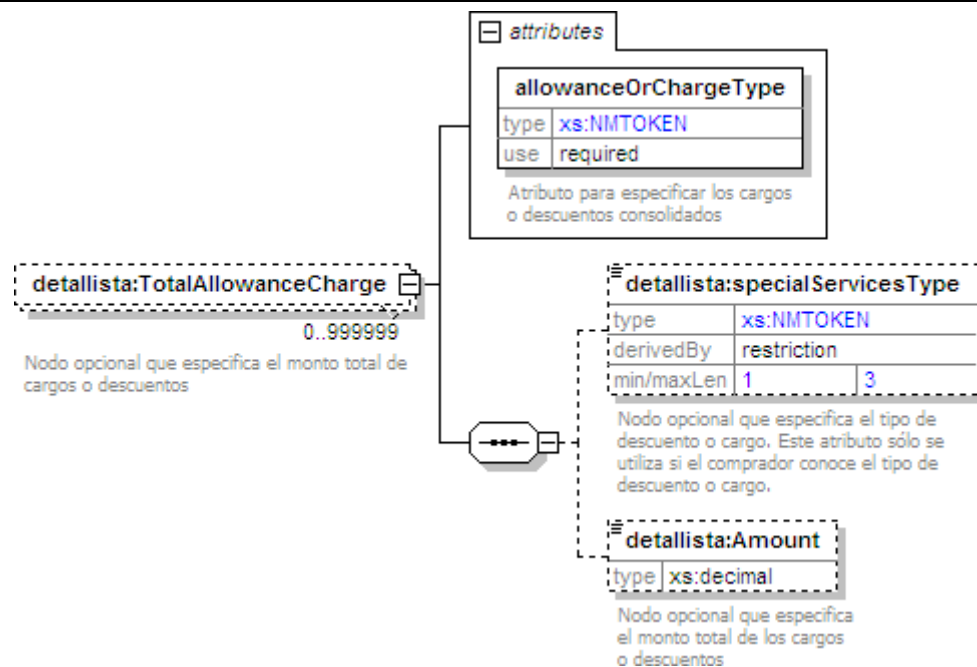 attributes
allowanceOrChargeType
type xs:NMTOKEN
use required
Atributo para especificar los cargos
o descuentos consolidados
detallista:TotalAllowanceCharge
0..999999
Nodo opcional que especifica el monto total de
cargos o descuentos
detallista:specialServicesType
type xs:NMTOKEN
derivedBy restriction
min/maxLen 1 3
Nodo opcional que especifica el tipo de
descuento o cargo. Este atributo sólo se
utiliza si el comprador conoce el tipo de
descuento o cargo.
detallista:Amount
type xs:decimal
Nodo opcional que especifica
el monto total de los cargos
o descuentos